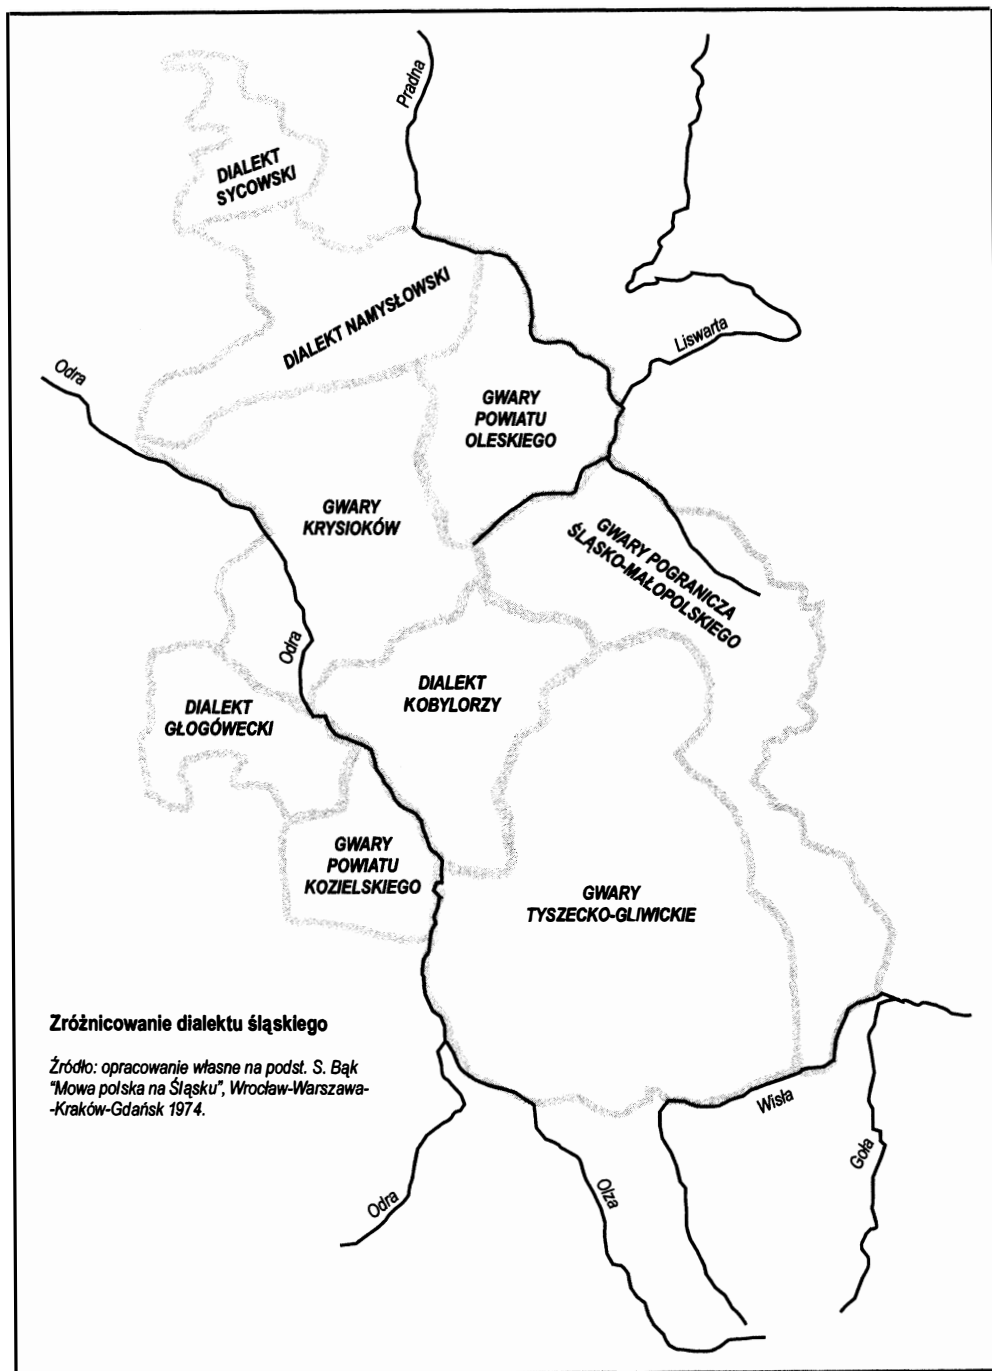 Pradna
DIALEKT
SYCOWSKI
DIALEKT NAMYSŁOWSKI
Liswarta
Odra
GWARY
POWIATU
OLESKIEGO
GWARY
KRYSIOKÓW
GWARY POGRANICZA
ŚLĄSKO-MAŁOPOLSKIEGO
Odra
DIALEKT
KOBYLORZY
DIALEKT
GŁOGÓWECKI
GWARY
POWIATU
KOZIELSKIEGO
GWARY
TYSZECKO-GLIWICKIE
Zróżnicowanie dialektu śląskiego
Źródło: opracowanie własne na podst. S. Bąk
"Mowa polska na Śląsku", Wrocław-Warszawa-
-Kraków-Gdańsk 1974.
Wisła
Goła
Olza
Odra